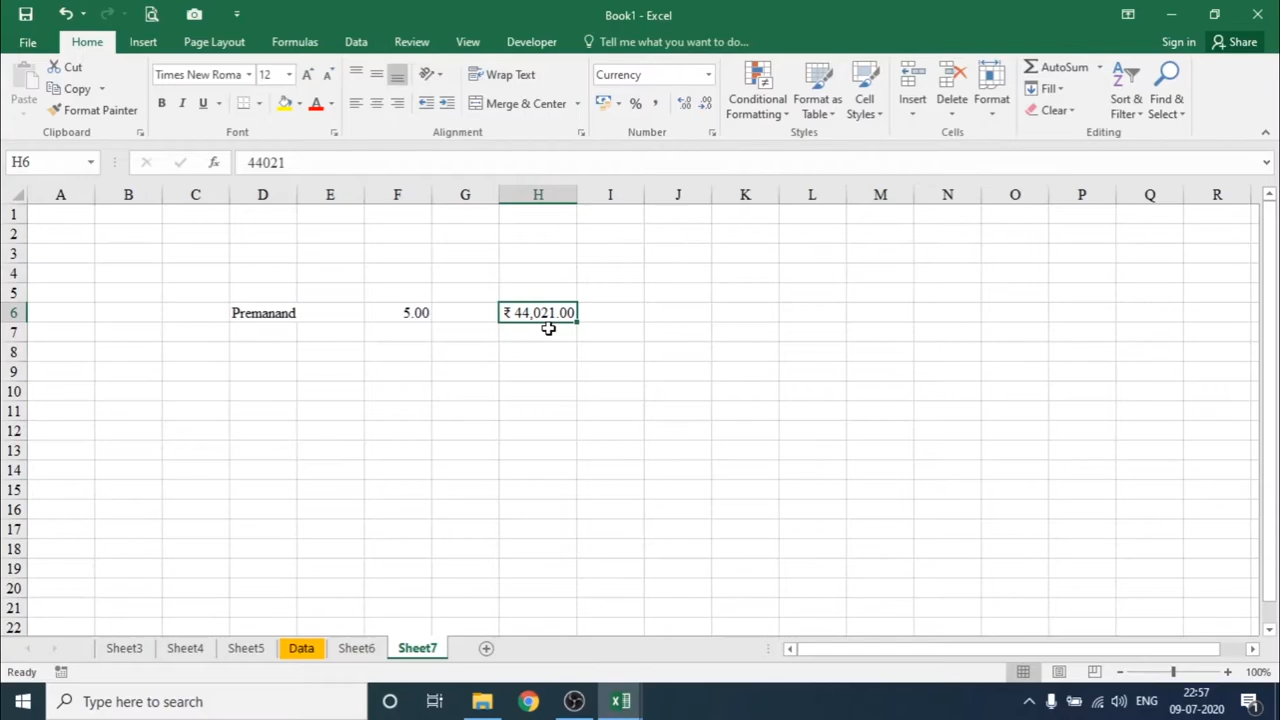 Book1 - Excel
File Home Insert Page Layout Formulas Data Review View Developer Tell me what you want to do... Sign in Share
Paste Cut Copy Format Painter Clipboard
Times New Roma 12 B I U A Font
Wrap Text Merge & Center Alignment
Currency % , Number
Conditional Formatting Format as Table Cell Styles Styles
Insert Delete Format Cells
AutoSum Fill Clear Sort & Filter Find & Select Editing
H6 fx 44021
A B C D E F G H I J K L M N O P Q R
1
2
3
4
5
6 Premanand 5.00 ₹ 44,021.00
7
8
9
10
11
12
13
14
15
16
17
18
19
20
21
22
Sheet3 Sheet4 Sheet5 Data Sheet6 Sheet7
Ready 100%
Type here to search ENG 22:57
09-07-2020 1